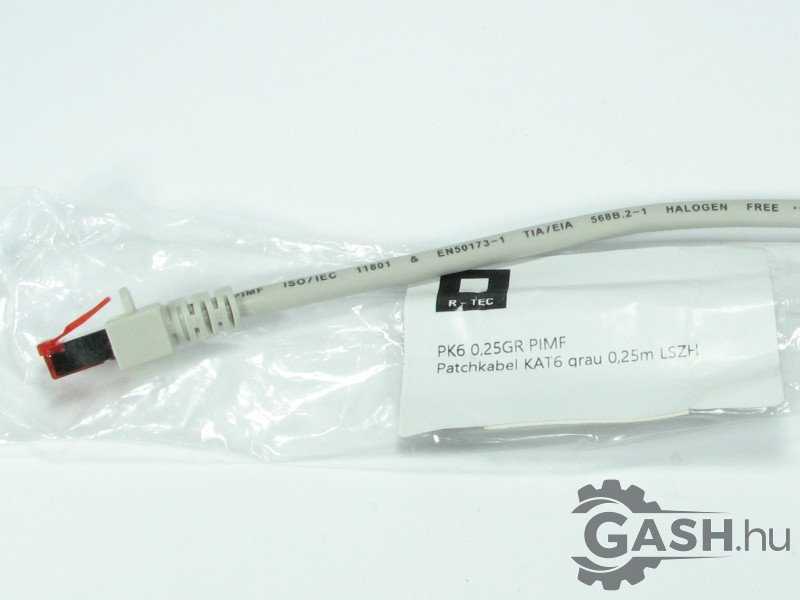 PIMF ISO/IEC 11801 & EN50173-1 TIA/EIA 568B.2-1 HALOGEN FREE
R-TEC
PK6 0,25GR PIMF
Patchkabel KAT6 grau 0,25m LSZH
GASH.hu